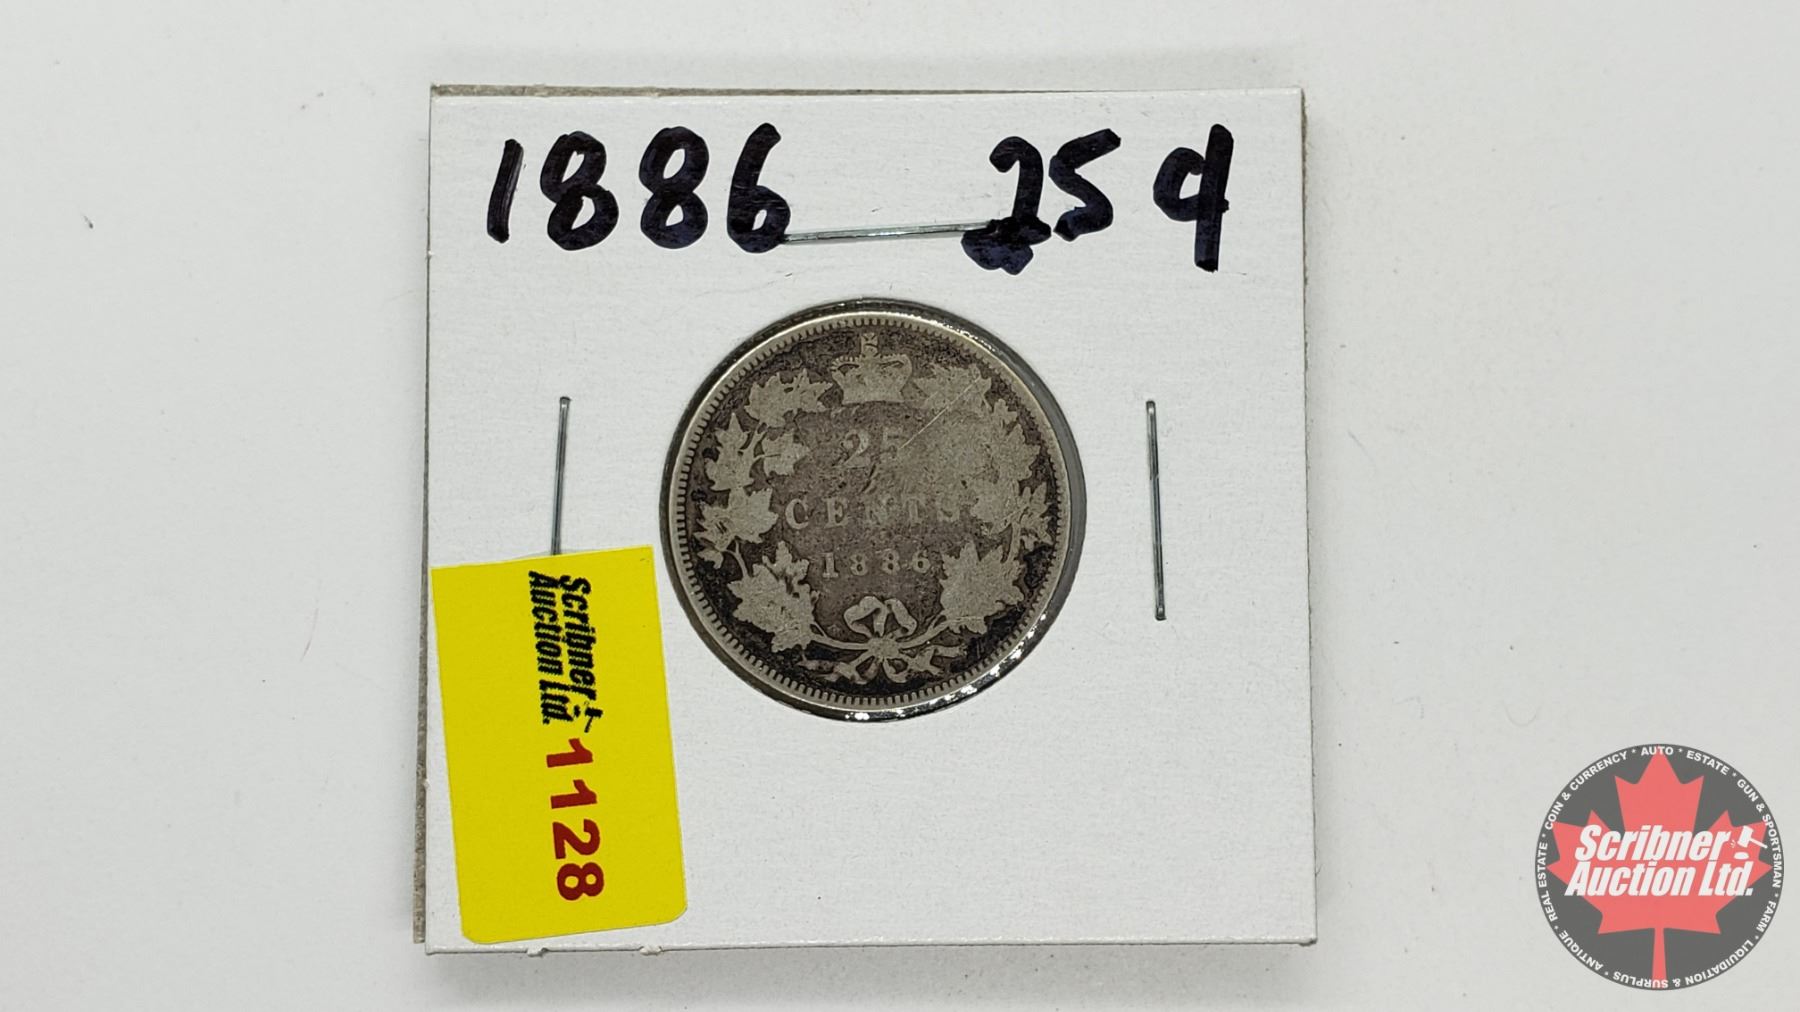 1886 25¢
25
CENTS
1886
Scribner
Auction Ltd.
1128
COIN & CURRENCY * AUTO * ESTATE * GUN & SPORTSMAN * FARM * LIQUIDATION & SURPLUS * ANTIQUE * REAL ESTATE *
Scribner
Auction Ltd.